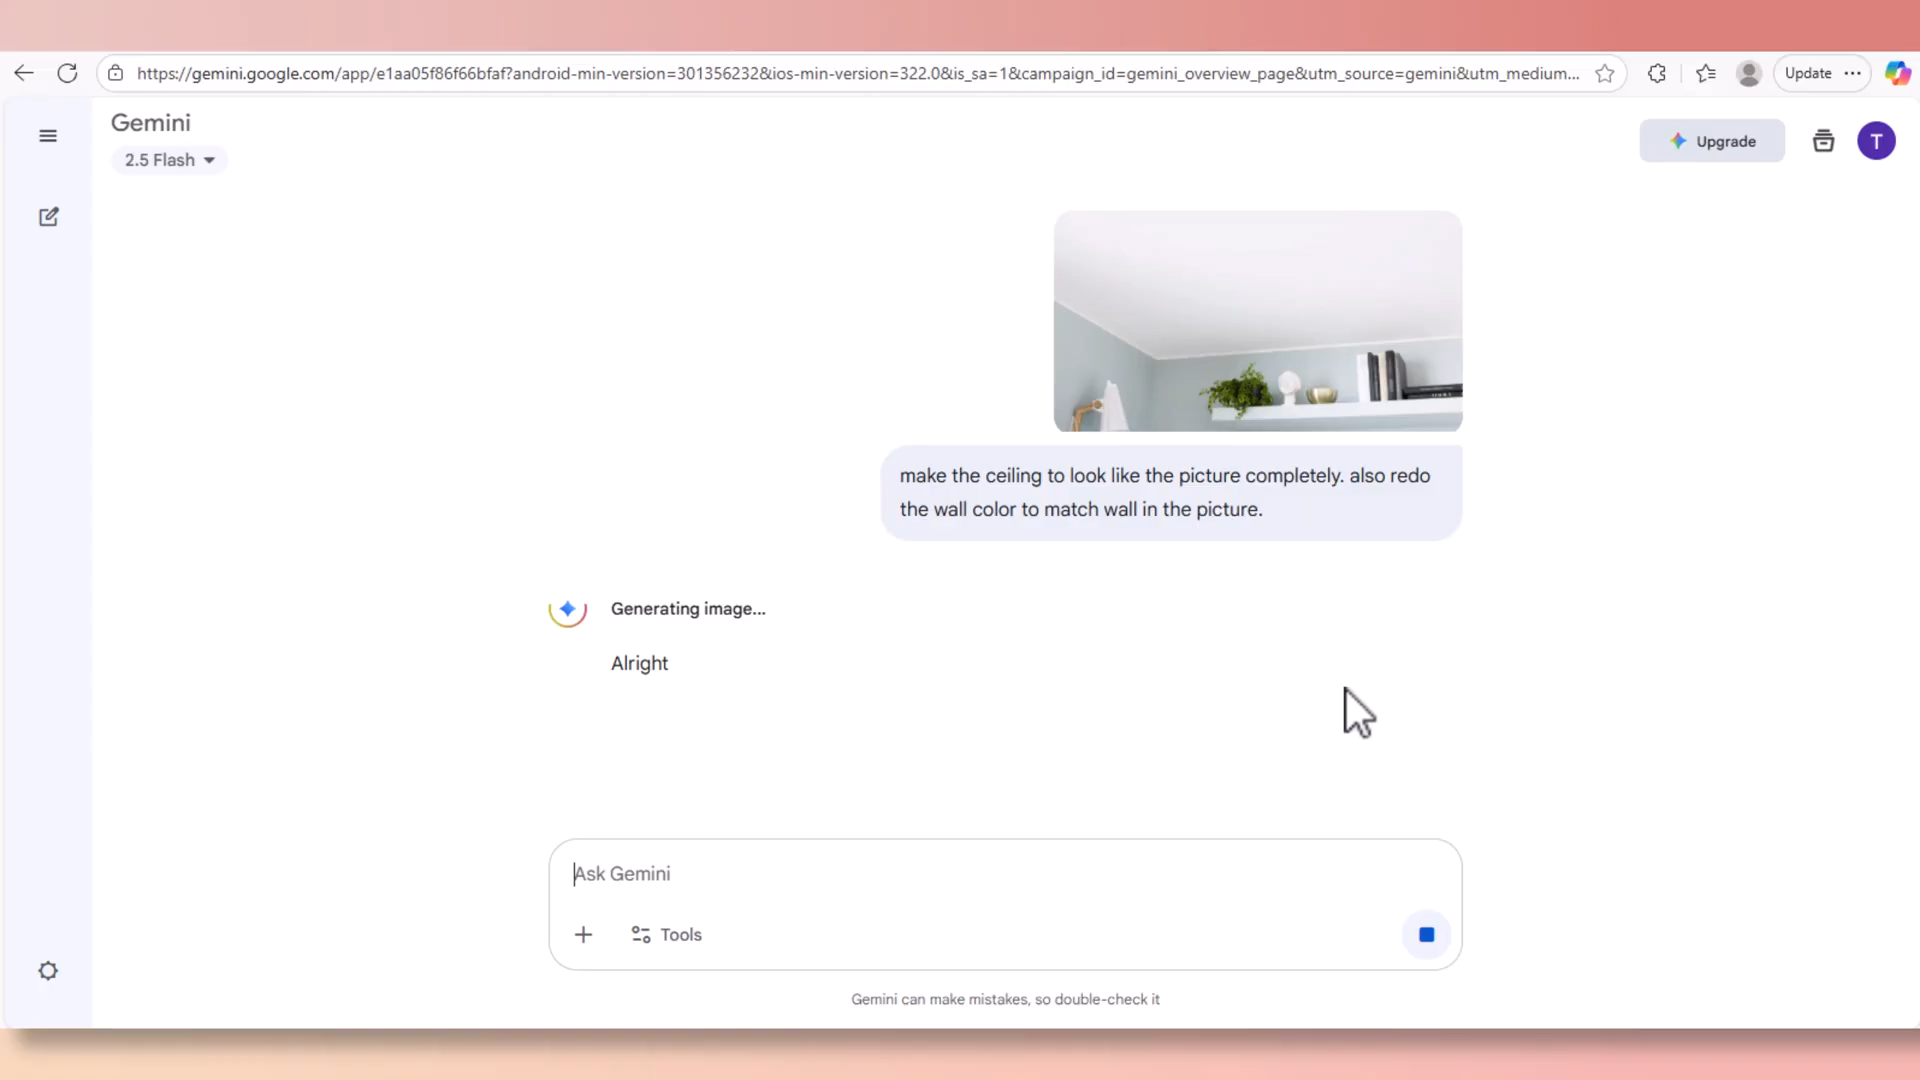 https://gemini.google.com/app/e1aa05f86f66bfaf?android-min-version=301356232&ios-min-version=322.0&is_sa=1&campaign_id=gemini_overview_page&utm_source=gemini&utm_medium...
Update
Gemini
2.5 Flash
Upgrade
T
make the ceiling to look like the picture completely. also redo
the wall color to match wall in the picture.
Generating image...
Alright
Ask Gemini
Tools
Gemini can make mistakes, so double-check it